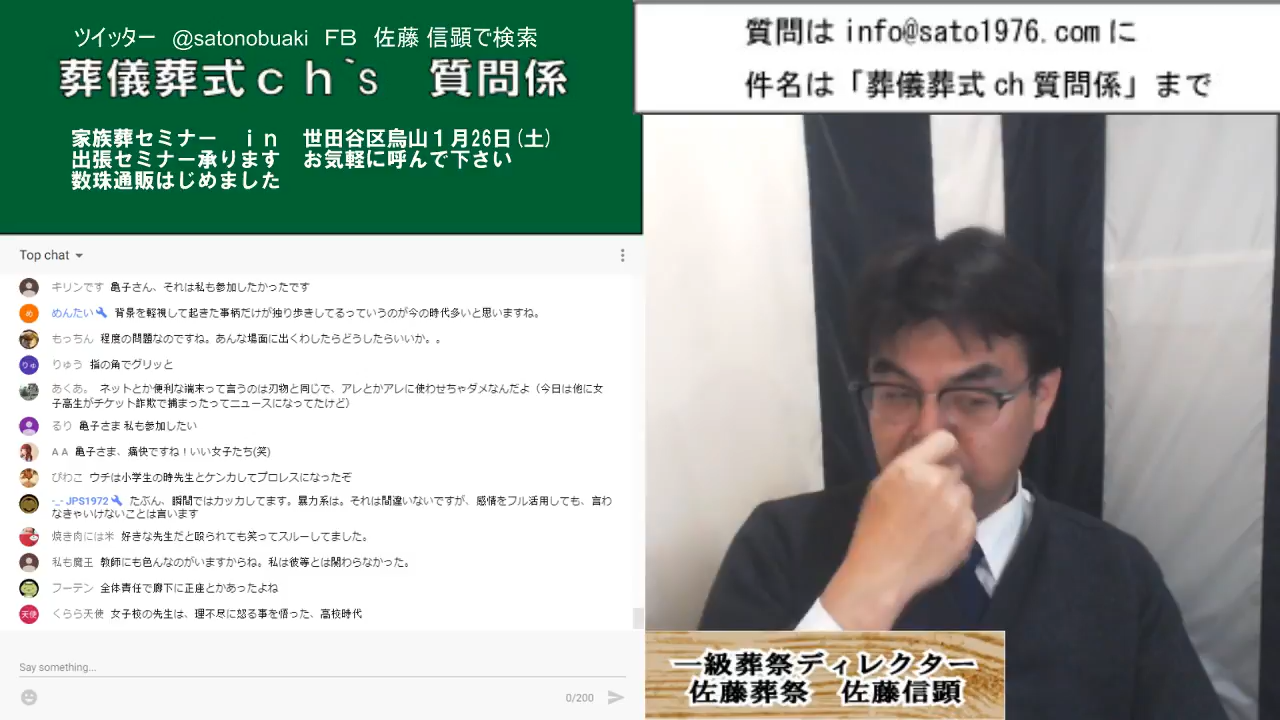 ツイッター　@satonobuaki　ＦＢ　佐藤 信顕で検索
葬儀葬式ｃｈ`s　質問係
家族葬セミナー　ｉｎ　世田谷区烏山１月26日(土)
出張セミナー承ります　お気軽に呼んで下さい
数珠通販はじめました
質問は info@sato1976.com に
件名は「葬儀葬式 ch 質問係」まで
Top chat
キリンです 亀子さん、それは私も参加したかったです
め めんたい 背景を軽視して起きた事柄だけが独り歩きしてるっていうのが今の時代多いと思いますね。
もっちん 程度の問題なのですね。あんな場面に出くわしたらどうしたらいいか。。
りゅ りゅう 指の角でグリッと
あくあ。 ネットとか便利な端末って言うのは刃物と同じで、アレとかアレに使わせちゃダメなんだよ（今日は他に女
子高生がチケット詐欺で捕まったってニュースになってたけど）
るり 亀子さま 私も参加したい
A A 亀子さま、痛快ですね！いい女子たち(笑)
びわこ ウチは小学生の時先生とケンカしてプロレスになったぞ
-_- JPS1972 たぶん、瞬間ではカッカしてます。暴力系は。それは間違いないですが、感情をフル活用しても、言わ
なきゃいけないことは言います
焼き肉には米 好きな先生だと殴られても笑ってスルーしてました。
私も魔王 教師にも色んなのがいますからね。私は彼等とは関わらなかった。
フーテン 全体責任で廊下に正座とかあったよね
天使 くらら天使 女子校の先生は、理不尽に怒る事を悟った、高校時代
Say something...
0/200
一級葬祭ディレクター
佐藤葬祭　佐藤信顕